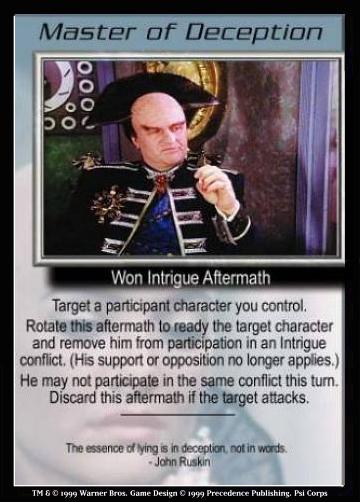 Master of Deception
Won Intrigue Aftermath
Target a participant character you control.
Rotate this aftermath to ready the target character
and remove him from participation in an Intrigue
conflict. (His support or opposition no longer applies.)
He may not participate in the same conflict this turn.
Discard this aftermath if the target attacks.
The essence of lying is in deception, not in words.
- John Ruskin
TM & © 1999 Warner Bros. Game Design © 1999 Precedence Publishing. Psi Corps